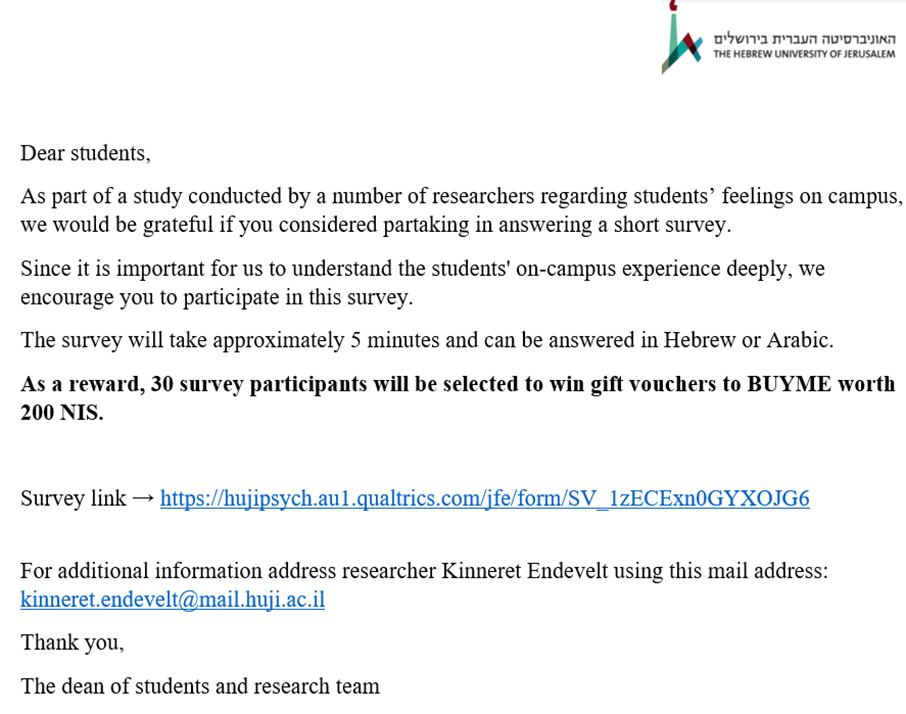 האוניברסיטה העברית בירושלים
THE HEBREW UNIVERSITY OF JERUSALEM
Dear students,
As part of a study conducted by a number of researchers regarding students’ feelings on campus,
we would be grateful if you considered partaking in answering a short survey.
Since it is important for us to understand the students' on-campus experience deeply, we
encourage you to participate in this survey.
The survey will take approximately 5 minutes and can be answered in Hebrew or Arabic.
As a reward, 30 survey participants will be selected to win gift vouchers to BUYME worth
200 NIS.
Survey link → https://hujipsych.au1.qualtrics.com/jfe/form/SV_1zECExn0GYXOJG6
For additional information address researcher Kinneret Endevelt using this mail address:
kinneret.endevelt@mail.huji.ac.il
Thank you,
The dean of students and research team